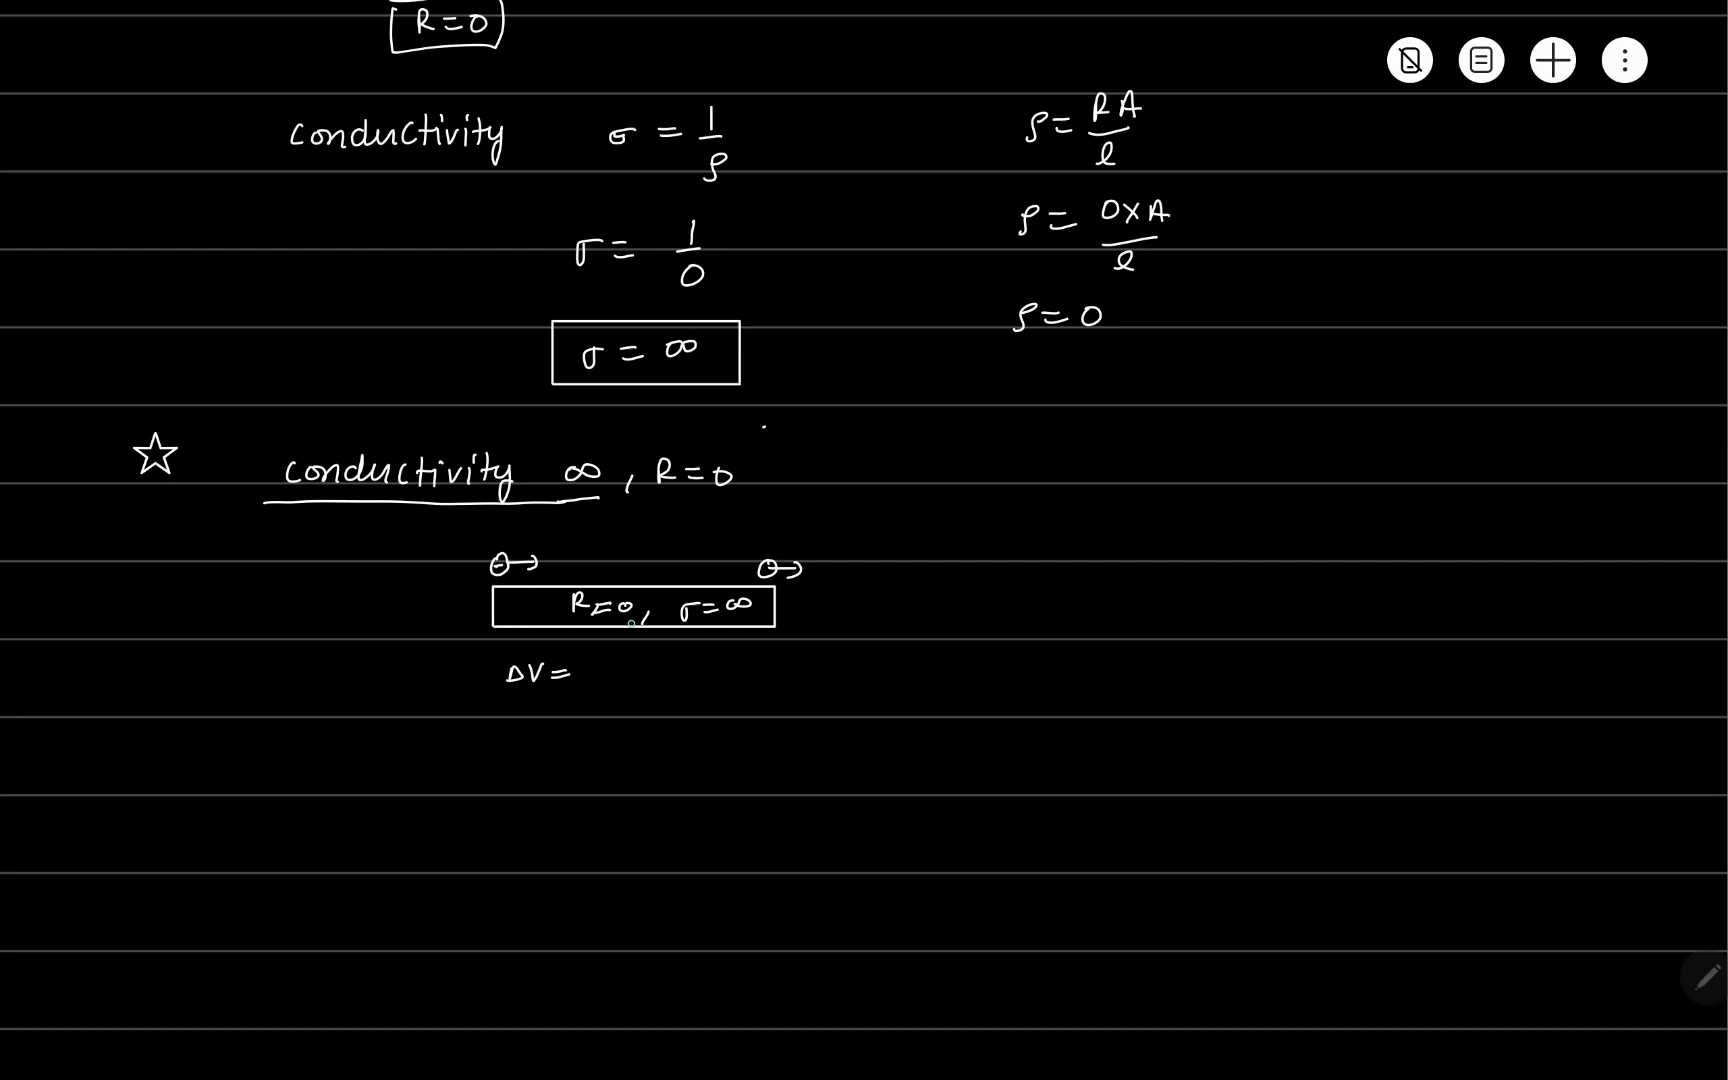 R = 0
conductivity σ = 1/ρ ρ = RA/l
σ = 1/0 ρ = 0×A/l
σ = ∞ ρ = 0
☆ conductivity ∞, R = 0
R = 0, σ = ∞
ΔV =